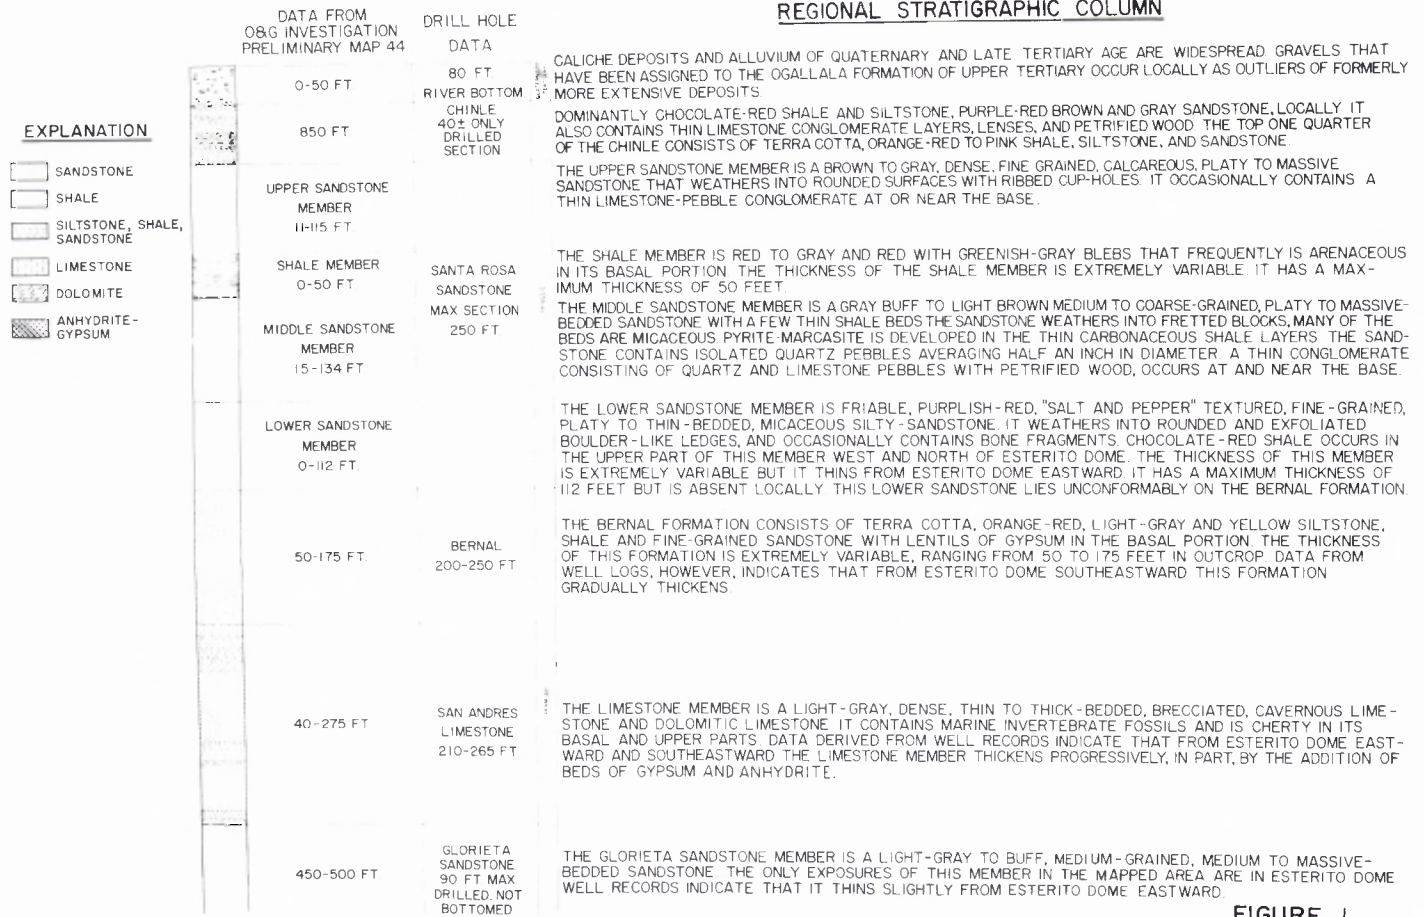 REGIONAL STRATIGRAPHIC COLUMN
DATA FROM
O&G INVESTIGATION
PRELIMINARY MAP 44
DRILL HOLE
DATA
EXPLANATION
SANDSTONE
SHALE
SILTSTONE, SHALE,
SANDSTONE
LIMESTONE
DOLOMITE
ANHYDRITE-
GYPSUM
0-50 FT.
80 FT.
RIVER BOTTOM
CALICHE DEPOSITS AND ALLUVIUM OF QUATERNARY AND LATE TERTIARY AGE ARE WIDESPREAD. GRAVELS THAT
HAVE BEEN ASSIGNED TO THE OGALLALA FORMATION OF UPPER TERTIARY OCCUR LOCALLY AS OUTLIERS OF FORMERLY
MORE EXTENSIVE DEPOSITS.
850 FT.
CHINLE
40± ONLY
DRILLED
SECTION
DOMINANTLY CHOCOLATE-RED SHALE AND SILTSTONE, PURPLE-RED BROWN AND GRAY SANDSTONE, LOCALLY IT
ALSO CONTAINS THIN LIMESTONE CONGLOMERATE LAYERS, LENSES, AND PETRIFIED WOOD. THE TOP ONE QUARTER
OF THE CHINLE CONSISTS OF TERRA COTTA, ORANGE-RED TO PINK SHALE, SILTSTONE, AND SANDSTONE.
UPPER SANDSTONE
MEMBER
11-115 FT.
THE UPPER SANDSTONE MEMBER IS A BROWN TO GRAY, DENSE, FINE GRAINED, CALCAREOUS, PLATY TO MASSIVE
SANDSTONE THAT WEATHERS INTO ROUNDED SURFACES WITH RIBBED CUP-HOLES. IT OCCASIONALLY CONTAINS A
THIN LIMESTONE-PEBBLE CONGLOMERATE AT OR NEAR THE BASE.
SHALE MEMBER
0-50 FT.
SANTA ROSA
SANDSTONE
MAX SECTION
250 FT
THE SHALE MEMBER IS RED TO GRAY AND RED WITH GREENISH-GRAY BLEBS THAT FREQUENTLY IS ARENACEOUS
IN ITS BASAL PORTION. THE THICKNESS OF THE SHALE MEMBER IS EXTREMELY VARIABLE. IT HAS A MAX-
IMUM THICKNESS OF 50 FEET.
MIDDLE SANDSTONE
MEMBER
15-134 FT
THE MIDDLE SANDSTONE MEMBER IS A GRAY BUFF TO LIGHT BROWN MEDIUM TO COARSE-GRAINED, PLATY TO MASSIVE-
BEDDED SANDSTONE WITH A FEW THIN SHALE BEDS THE SANDSTONE WEATHERS INTO FRETTED BLOCKS, MANY OF THE
BEDS ARE MICACEOUS. PYRITE-MARCASITE IS DEVELOPED IN THE THIN CARBONACEOUS SHALE LAYERS. THE SAND-
STONE CONTAINS ISOLATED QUARTZ PEBBLES AVERAGING HALF AN INCH IN DIAMETER. A THIN CONGLOMERATE
CONSISTING OF QUARTZ AND LIMESTONE PEBBLES WITH PETRIFIED WOOD, OCCURS AT AND NEAR THE BASE.
LOWER SANDSTONE
MEMBER
0-112 FT.
THE LOWER SANDSTONE MEMBER IS FRIABLE, PURPLISH-RED, "SALT AND PEPPER" TEXTURED, FINE-GRAINED,
PLATY TO THIN-BEDDED, MICACEOUS SILTY-SANDSTONE. IT WEATHERS INTO ROUNDED AND EXFOLIATED
BOULDER-LIKE LEDGES, AND OCCASIONALLY CONTAINS BONE FRAGMENTS. CHOCOLATE-RED SHALE OCCURS IN
THE UPPER PART OF THIS MEMBER WEST AND NORTH OF ESTERITO DOME. THE THICKNESS OF THIS MEMBER
IS EXTREMELY VARIABLE BUT IT THINS FROM ESTERITO DOME EASTWARD. IT HAS A MAXIMUM THICKNESS OF
112 FEET BUT IS ABSENT LOCALLY. THIS LOWER SANDSTONE LIES UNCONFORMABLY ON THE BERNAL FORMATION.
50-175 FT.
BERNAL
200-250 FT
THE BERNAL FORMATION CONSISTS OF TERRA COTTA, ORANGE-RED, LIGHT-GRAY AND YELLOW SILTSTONE,
SHALE AND FINE-GRAINED SANDSTONE WITH LENTILS OF GYPSUM IN THE BASAL PORTION. THE THICKNESS
OF THIS FORMATION IS EXTREMELY VARIABLE, RANGING FROM 50 TO 175 FEET IN OUTCROP. DATA FROM
WELL LOGS, HOWEVER, INDICATES THAT FROM ESTERITO DOME SOUTHEASTWARD THIS FORMATION
GRADUALLY THICKENS.
40-275 FT
SAN ANDRES
LIMESTONE
210-265 FT
THE LIMESTONE MEMBER IS A LIGHT-GRAY, DENSE, THIN TO THICK-BEDDED, BRECCIATED, CAVERNOUS LIME-
STONE AND DOLOMITIC LIMESTONE. IT CONTAINS MARINE INVERTEBRATE FOSSILS AND IS CHERTY IN ITS
BASAL AND UPPER PARTS. DATA DERIVED FROM WELL RECORDS INDICATE THAT FROM ESTERITO DOME EAST-
WARD AND SOUTHEASTWARD THE LIMESTONE MEMBER THICKENS PROGRESSIVELY, IN PART, BY THE ADDITION OF
BEDS OF GYPSUM AND ANHYDRITE.
450-500 FT
GLORIETA
SANDSTONE
90 FT MAX
DRILLED. NOT
BOTTOMED
THE GLORIETA SANDSTONE MEMBER IS A LIGHT-GRAY TO BUFF, MEDIUM-GRAINED, MEDIUM TO MASSIVE-
BEDDED SANDSTONE. THE ONLY EXPOSURES OF THIS MEMBER IN THE MAPPED AREA ARE IN ESTERITO DOME.
WELL RECORDS INDICATE THAT IT THINS SLIGHTLY FROM ESTERITO DOME EASTWARD.
FIGURE 1